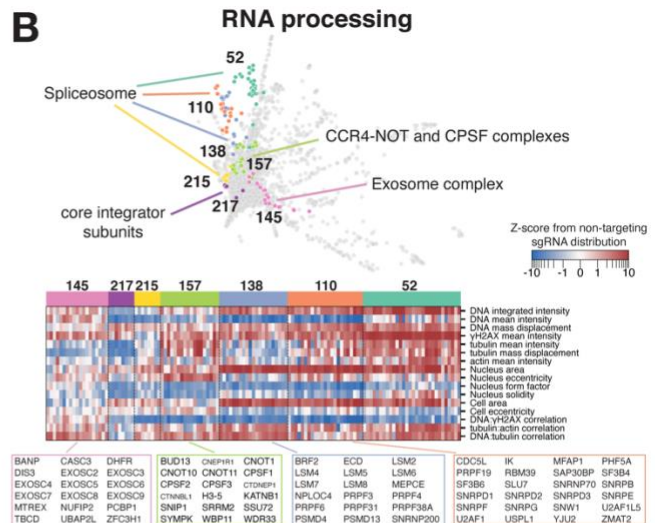 B
RNA processing
52
Spliceosome
110
CCR4-NOT and CPSF complexes
138
157
215
Exosome complex
217
145
core integrator
subunits
Z-score from non-targeting
sgRNA distribution
-10 -1 0 1 10
145 217 215 157 138 110 52
DNA integrated intensity
DNA mean intensity
DNA mass displacement
γH2AX mean intensity
tubulin mean intensity
tubulin mass displacement
actin mean intensity
Nucleus area
Nucleus eccentricity
Nucleus form factor
Nucleus solidity
Cell area
Cell eccentricity
DNA:γH2AX correlation
tubulin:actin correlation
DNA:tubulin correlation
BANP CASC3 DHFR
DIS3 EXOSC2 EXOSC3
EXOSC4 EXOSC5 EXOSC6
EXOSC7 EXOSC8 EXOSC9
MTREX NUFIP2 PCBP1
TBCD UBAP2L ZFC3H1
BUD13 CNEP1R1 CNOT1
CNOT10 CNOT11 CPSF1
CPSF2 CPSF3 CTDNEP1
CTNNBL1 H3-5 KATNB1
SNIP1 SRRM2 SSU72
SYMPK WBP11 WDR33
BRF2 ECD LSM2
LSM4 LSM5 LSM6
LSM7 LSM8 MEPCE
NPLOC4 PRPF3 PRPF4
PRPF6 PRPF31 PRPF38A
PSMD4 PSMD13 SNRNP200
CDC5L IK MFAP1 PHF5A
PRPF19 RBM39 SAP30BP SF3B4
SF3B6 SLU7 SNRNP70 SNRPB
SNRPD1 SNRPD2 SNRPD3 SNRPE
SNRPF SNRPG SNW1 U2AF1L5
U2AF1 USPL1 YJU2 ZMAT2